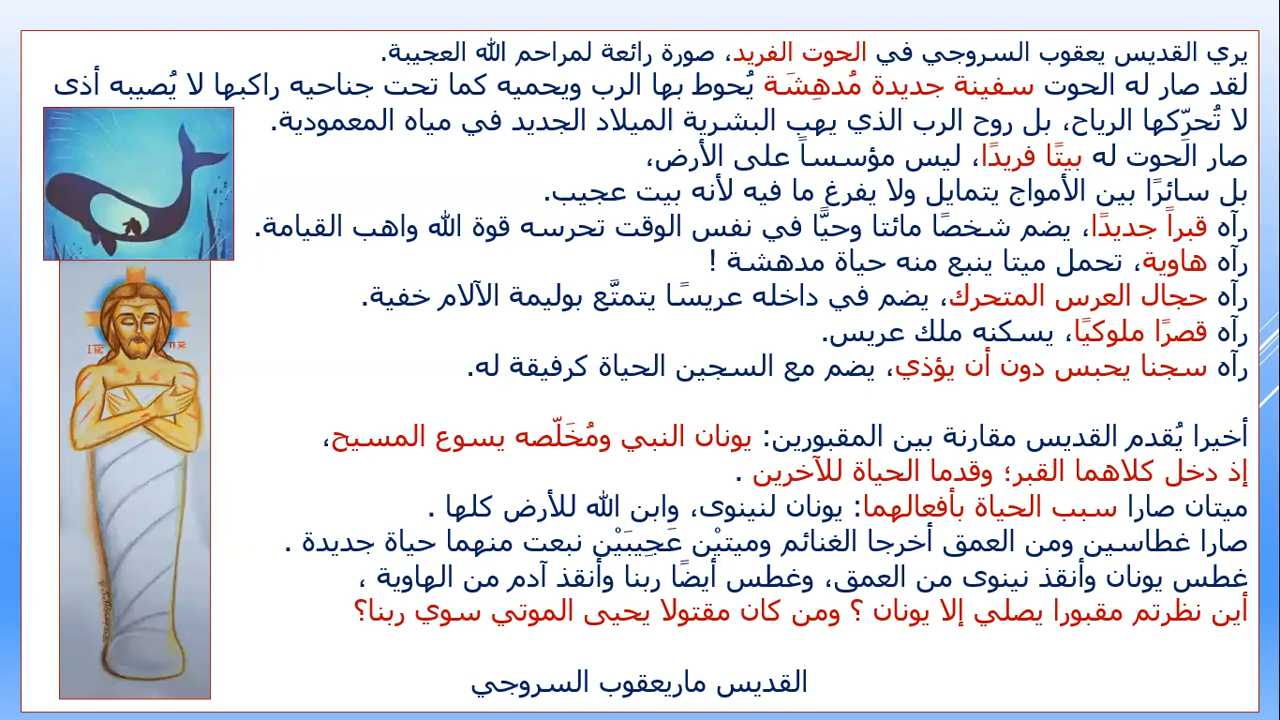 يري القديس يعقوب السروجي في الحوت الفريد، صورة رائعة لمراحم الله العجيبة.
لقد صار له الحوت سفينة جديدة مُدهِشَة يُحوط بها الرب ويحميه كما تحت جناحيه راكبها لا يُصيبه أذى
لا تُحرِّكها الرياح، بل روح الرب الذي يهب البشرية الميلاد الجديد في مياه المعمودية.
صار الحوت له بيتًا فريدًا، ليس مؤسساً على الأرض،
بل سائرًا بين الأمواج يتمايل ولا يفرغ ما فيه لأنه بيت عجيب.
رآه قبراً جديدًا، يضم شخصًا مائتا وحيًّا في نفس الوقت تحرسه قوة الله واهب القيامة.
رآه هاوية، تحمل ميتا ينبع منه حياة مدهشة !
رآه حجال العرس المتحرك، يضم في داخله عريسًا يتمتَّع بوليمة الآلام خفية.
رآه قصرًا ملوكيًا، يسكنه ملك عريس.
رآه سجنا يحبس دون أن يؤذي، يضم مع السجين الحياة كرفيقة له.
أخيرا يُقدم القديس مقارنة بين المقبورين: يونان النبي ومُخَلّصه يسوع المسيح،
إذ دخل كلاهما القبر؛ وقدما الحياة للآخرين .
ميتان صارا سبب الحياة بأفعالهما: يونان لنينوى، وابن الله للأرض كلها .
صارا غطاسين ومن العمق أخرجا الغنائم وميتيْن عَجِيبَيْن نبعت منهما حياة جديدة .
غطس يونان وأنقذ نينوى من العمق، وغطس أيضًا ربنا وأنقذ آدم من الهاوية ،
أين نظرتم مقبورا يصلي إلا يونان ؟ ومن كان مقتولا يحيى الموتي سوي ربنا؟
القديس ماريعقوب السروجي